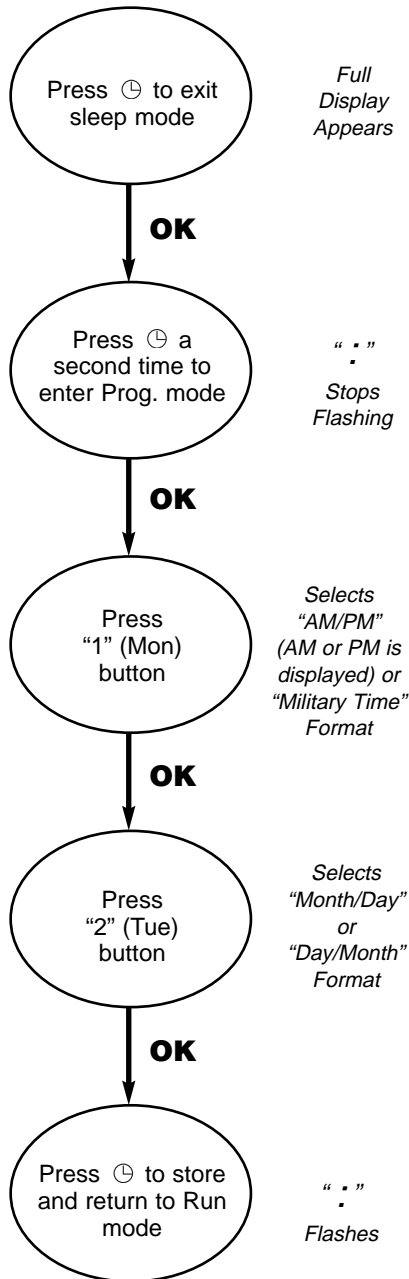 Press 🕒 to exit
sleep mode
Full
Display
Appears
OK
Press 🕒 a
second time to
enter Prog. mode
“ : ”
Stops
Flashing
OK
Press
“1” (Mon)
button
Selects
“AM/PM”
(AM or PM is
displayed) or
“Military Time”
Format
OK
Press
“2” (Tue)
button
Selects
“Month/Day”
or
“Day/Month”
Format
OK
Press 🕒 to store
and return to Run
mode
“ : ”
Flashes